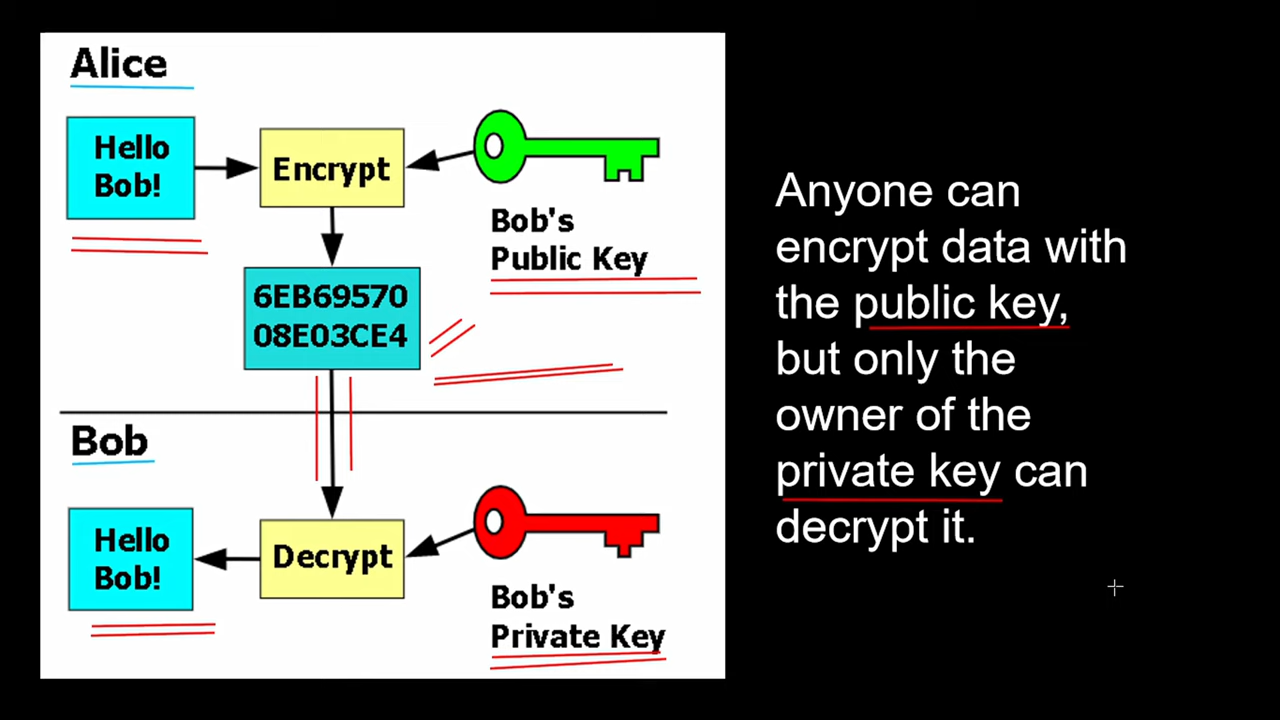 Alice
Hello
Bob!
Encrypt
Bob's
Public Key
6EB69570
08E03CE4
Bob
Hello
Bob!
Decrypt
Bob's
Private Key
Anyone can
encrypt data with
the public key,
but only the
owner of the
private key can
decrypt it.